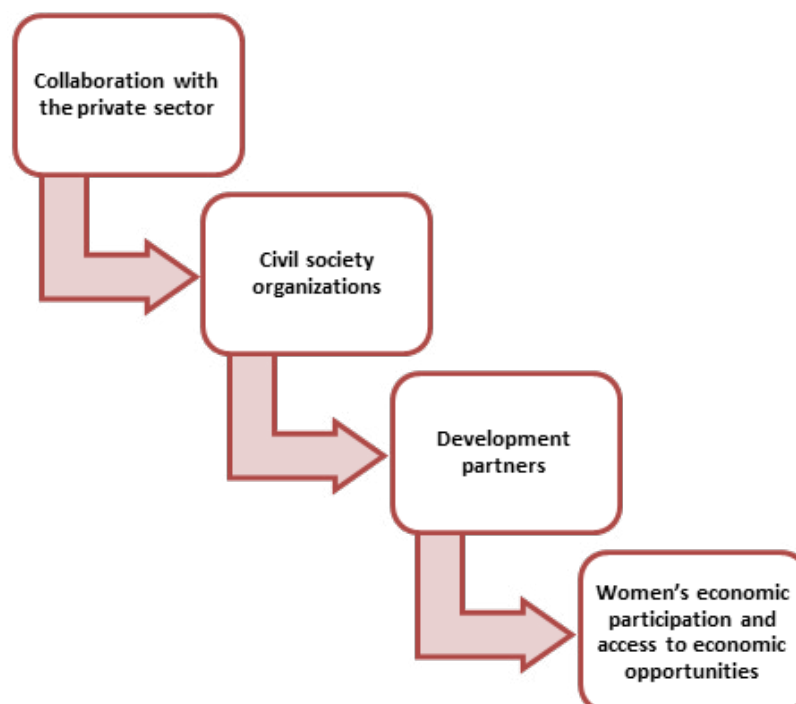 Collaboration with
the private sector
Civil society
organizations
Development
partners
Women’s economic
participation and
access to economic
opportunities